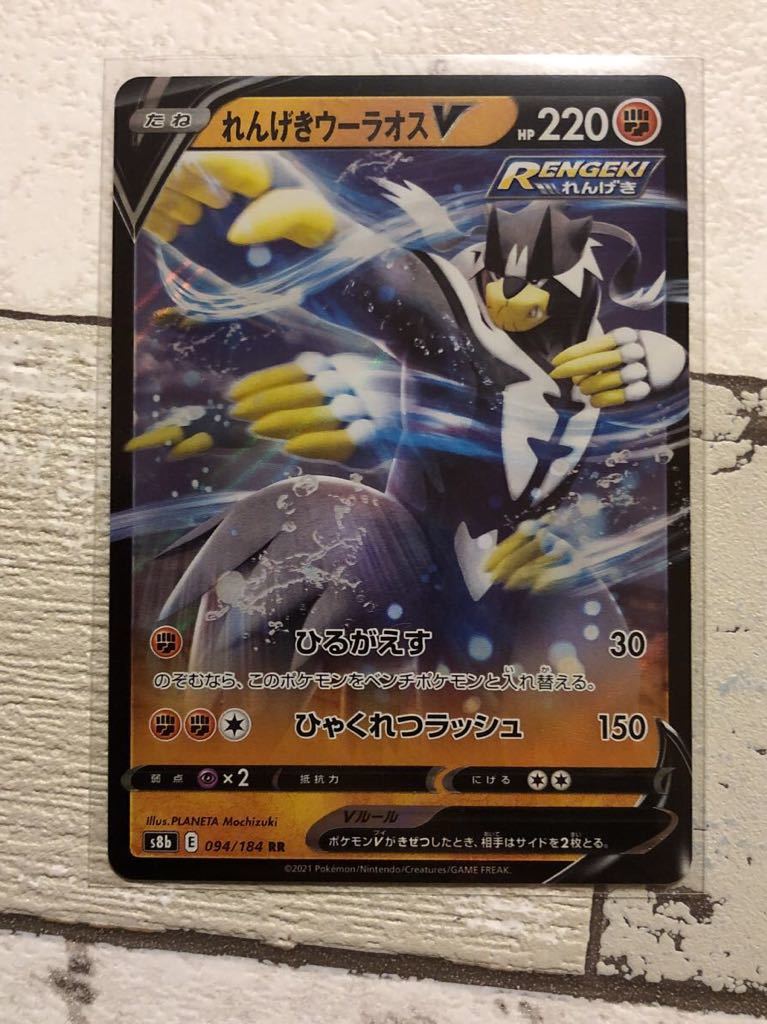 たね れんげきウーラオスV HP 220
RENGEKI
れんげき
ひるがえす 30
のぞむなら、このポケモンをベンチポケモンと入れ替える。
ひゃくれつラッシュ 150
弱点 ×2 抵抗力 にげる
Illus.PLANETA Mochizuki
Vルール
ポケモンVがきぜつしたとき、相手はサイドを2枚とる。
s8b E 094/184 RR
©2021 Pokémon/Nintendo/Creatures/GAME FREAK.